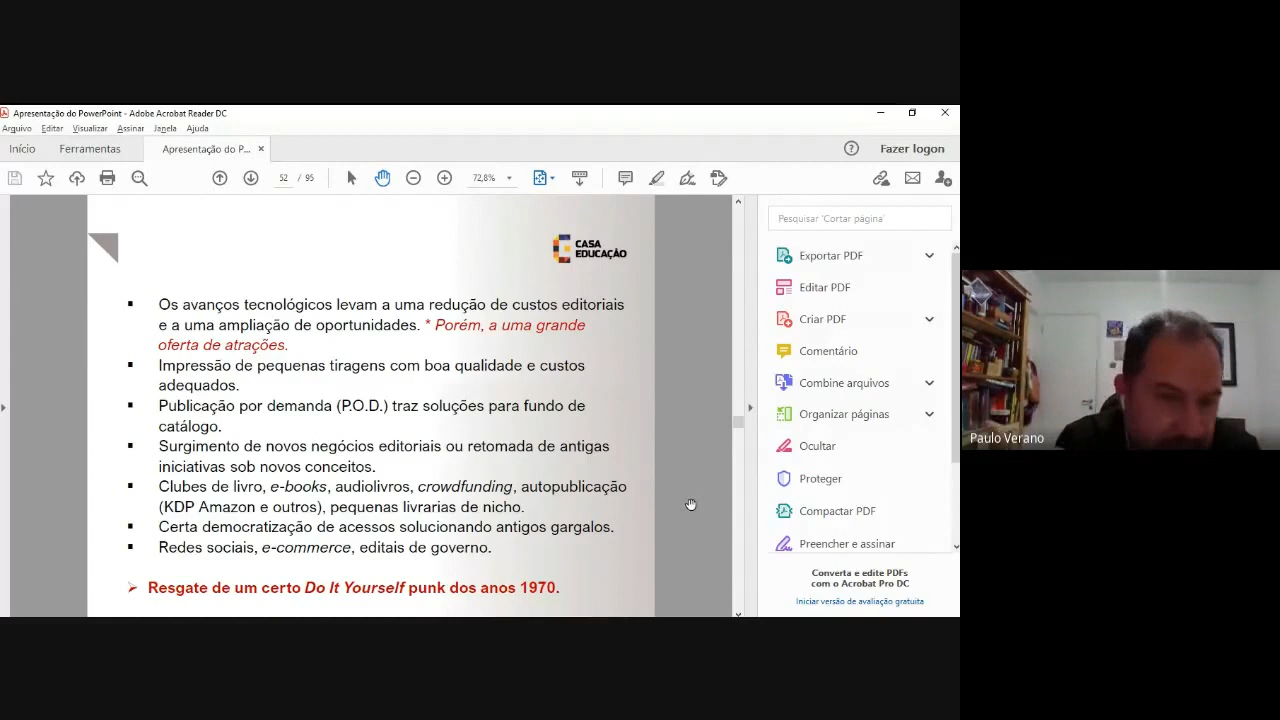 Apresentação do PowerPoint - Adobe Acrobat Reader DC
Arquivo Editar Visualizar Assinar Janela Ajuda
Início Ferramentas Apresentação do P... × Fazer logon
52 / 95 72,8%
CASA
EDUCAÇÃO
Os avanços tecnológicos levam a uma redução de custos editoriais
e a uma ampliação de oportunidades. * Porém, a uma grande
oferta de atrações.
Impressão de pequenas tiragens com boa qualidade e custos
adequados.
Publicação por demanda (P.O.D.) traz soluções para fundo de
catálogo.
Surgimento de novos negócios editoriais ou retomada de antigas
iniciativas sob novos conceitos.
Clubes de livro, e-books, audiolivros, crowdfunding, autopublicação
(KDP Amazon e outros), pequenas livrarias de nicho.
Certa democratização de acessos solucionando antigos gargalos.
Redes sociais, e-commerce, editais de governo.
Resgate de um certo Do It Yourself punk dos anos 1970.
Pesquisar 'Cortar página'
Exportar PDF
Editar PDF
Criar PDF
Comentário
Combine arquivos
Organizar páginas
Ocultar
Proteger
Compactar PDF
Preencher e assinar
Converta e edite PDFs
com o Acrobat Pro DC
Iniciar versão de avaliação gratuita
Paulo Verano